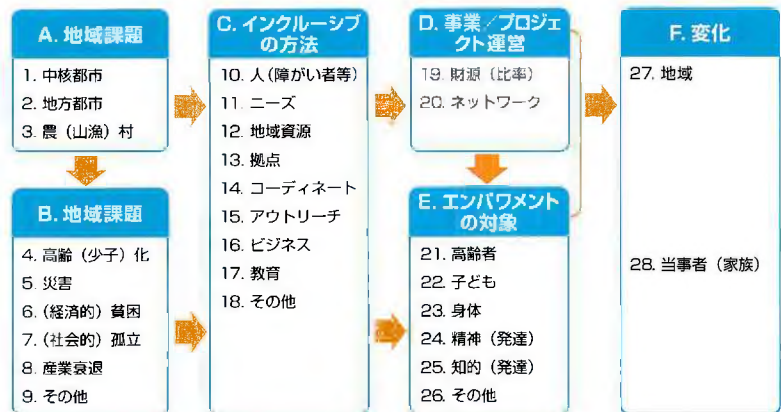 A. 地域課題
1. 中核都市
2. 地方都市
3. 農（山漁）村
B. 地域課題
4. 高齢（少子）化
5. 災害
6. (経済的) 貧困
7. (社会的) 孤立
8. 産業衰退
9. その他
C. インクルーシブ
の方法
10. 人（障がい者等）
11. ニーズ
12. 地域資源
13. 拠点
14. コーディネート
15. アウトリーチ
16. ビジネス
17. 教育
18. その他
D. 事業／プロジェ
クト運営
19. 財源（比率）
20. ネットワーク
E. エンパワメント
の対象
21. 高齢者
22. 子ども
23. 身体
24. 精神（発達）
25. 知的（発達）
26. その他
F. 変化
27. 地域
28. 当事者（家族）